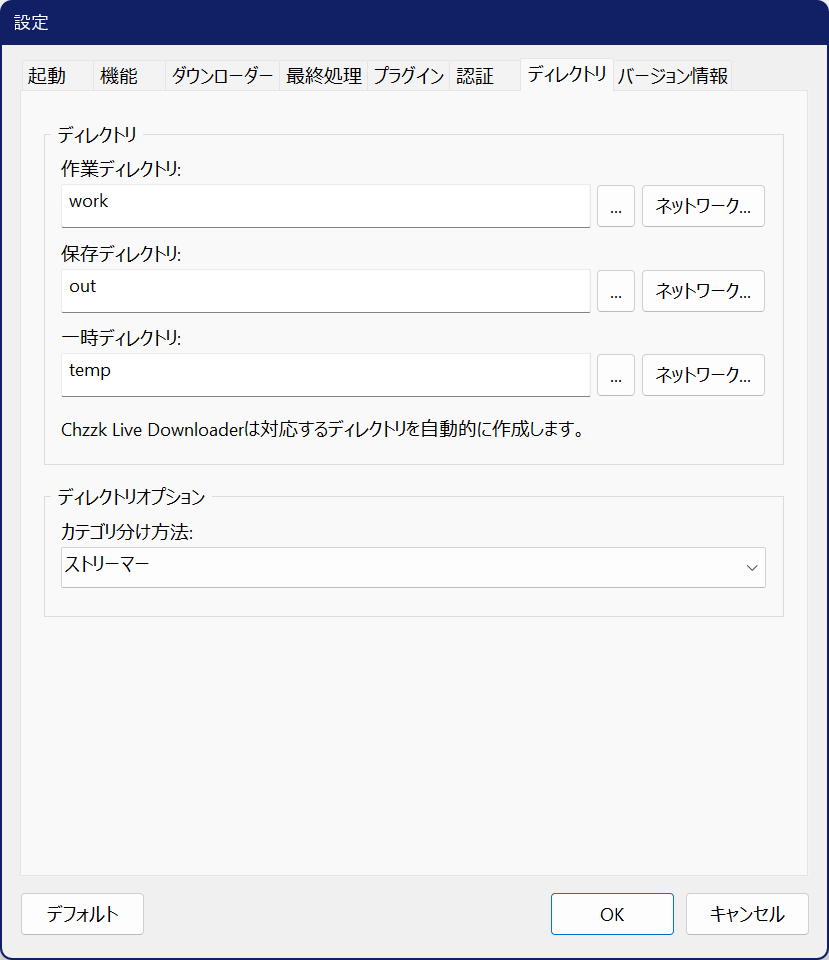 設定
起動 機能 ダウンローダー 最終処理 プラグイン 認証 ディレクトリ バージョン情報
ディレクトリ
作業ディレクトリ:
work ... ネットワーク...
保存ディレクトリ:
out ... ネットワーク...
一時ディレクトリ:
temp ... ネットワーク...
Chzzk Live Downloaderは対応するディレクトリを自動的に作成します。
ディレクトリオプション
カテゴリ分け方法:
ストリーマー
デフォルト OK キャンセル